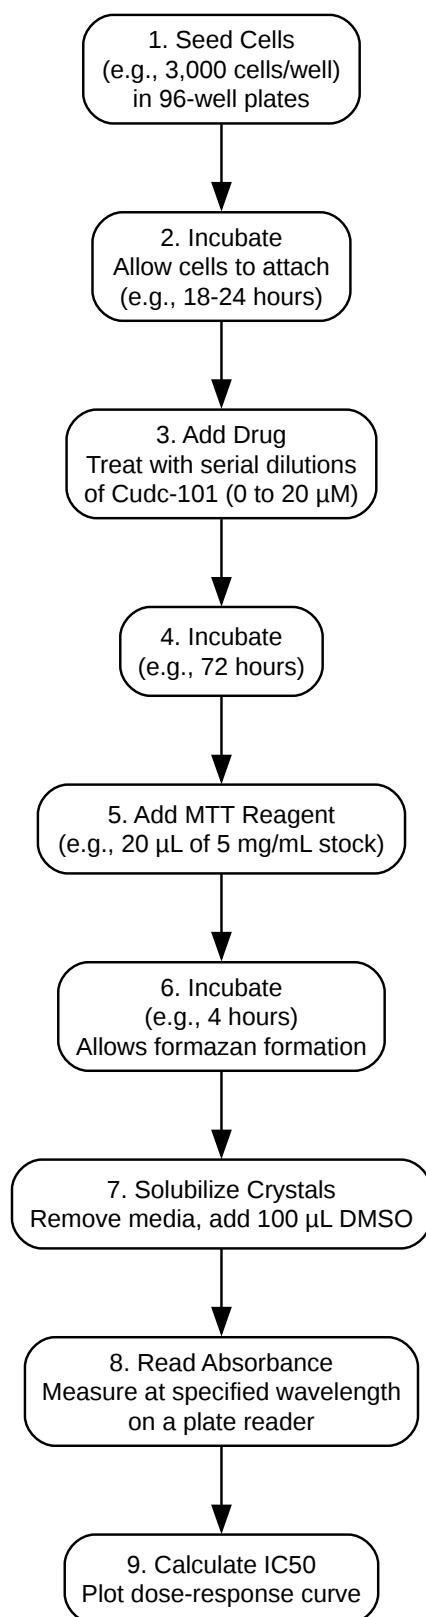 1. Seed Cells
(e.g., 3,000 cells/well)
in 96-well plates
2. Incubate
Allow cells to attach
(e.g., 18-24 hours)
3. Add Drug
Treat with serial dilutions
of Cudc-101 (0 to 20 µM)
4. Incubate
(e.g., 72 hours)
5. Add MTT Reagent
(e.g., 20 µL of 5 mg/mL stock)
6. Incubate
(e.g., 4 hours)
Allows formazan formation
7. Solubilize Crystals
Remove media, add 100 µL DMSO
8. Read Absorbance
Measure at specified wavelength
on a plate reader
9. Calculate IC50
Plot dose-response curve